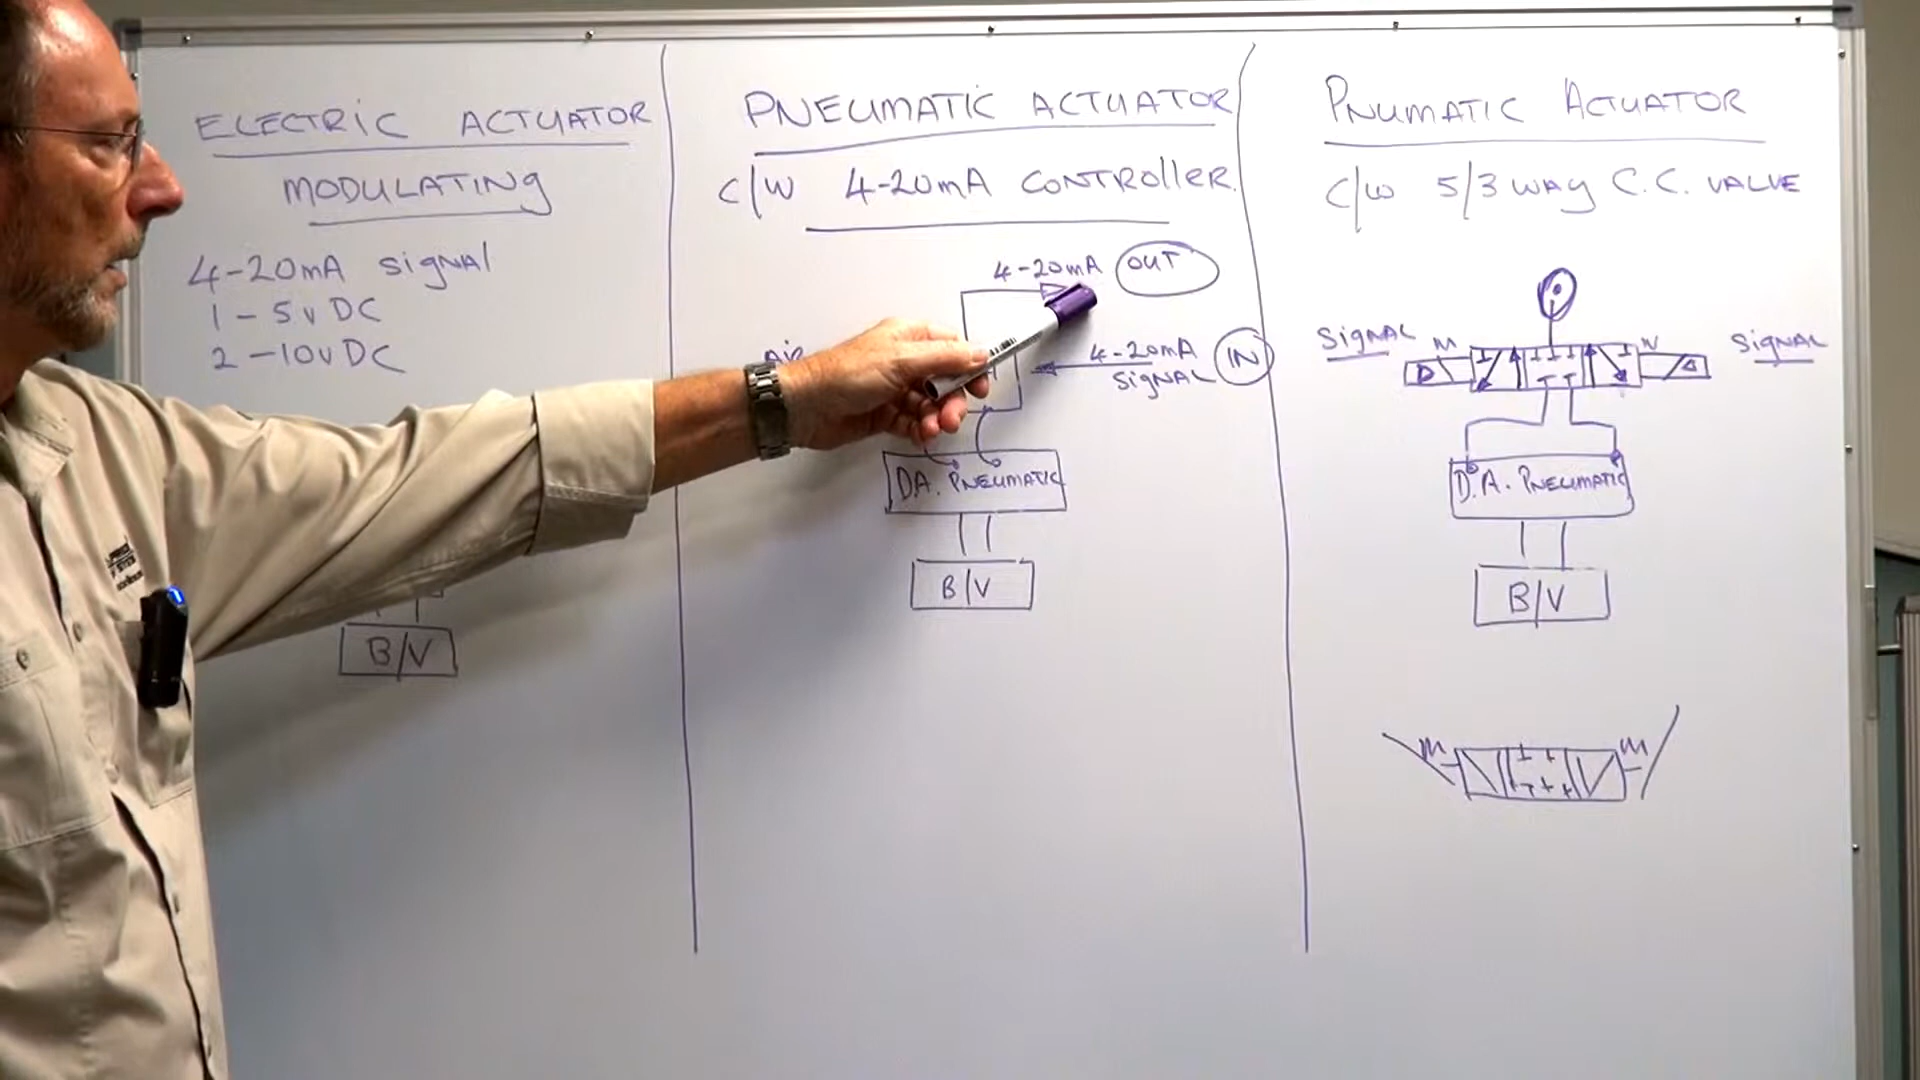 ELECTRIC ACTUATOR
MODULATING
4-20mA SIGNAL
1-5V DC
2-10V DC
B/V
PNEUMATIC ACTUATOR
C/W 4-20mA CONTROLLER.
4-20mA OUT
AIR
4-20mA IN
SIGNAL
D.A. PNEUMATIC
B/V
PNUMATIC ACTUATOR
C/W 5/3 WAY C.C. VALVE
SIGNAL
SIGNAL
D.A. PNEUMATIC
B/V